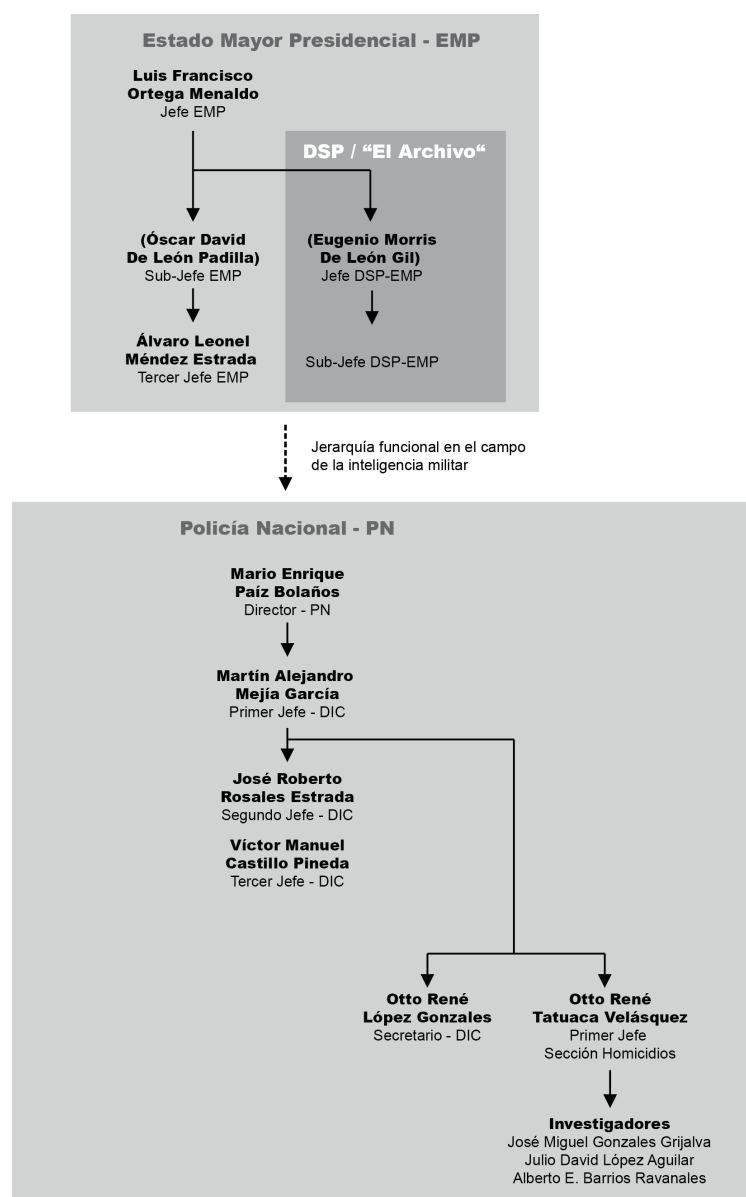 Estado Mayor Presidencial - EMP
Luis Francisco
Ortega Menaldo
Jefe EMP
DSP / “El Archivo“
(Óscar David
De León Padilla)
Sub-Jefe EMP
(Eugenio Morris
De León Gil)
Jefe DSP-EMP
Álvaro Leonel
Méndez Estrada
Tercer Jefe EMP
Sub-Jefe DSP-EMP
Jerarquía funcional en el campo
de la inteligencia militar
Policía Nacional - PN
Mario Enrique
Paíz Bolaños
Director - PN
Martín Alejandro
Mejía García
Primer Jefe - DIC
José Roberto
Rosales Estrada
Segundo Jefe - DIC
Víctor Manuel
Castillo Pineda
Tercer Jefe - DIC
Otto René
López Gonzales
Secretario - DIC
Otto René
Tatuaca Velásquez
Primer Jefe
Sección Homicidios
Investigadores
José Miguel Gonzales Grijalva
Julio David López Aguilar
Alberto E. Barrios Ravanales